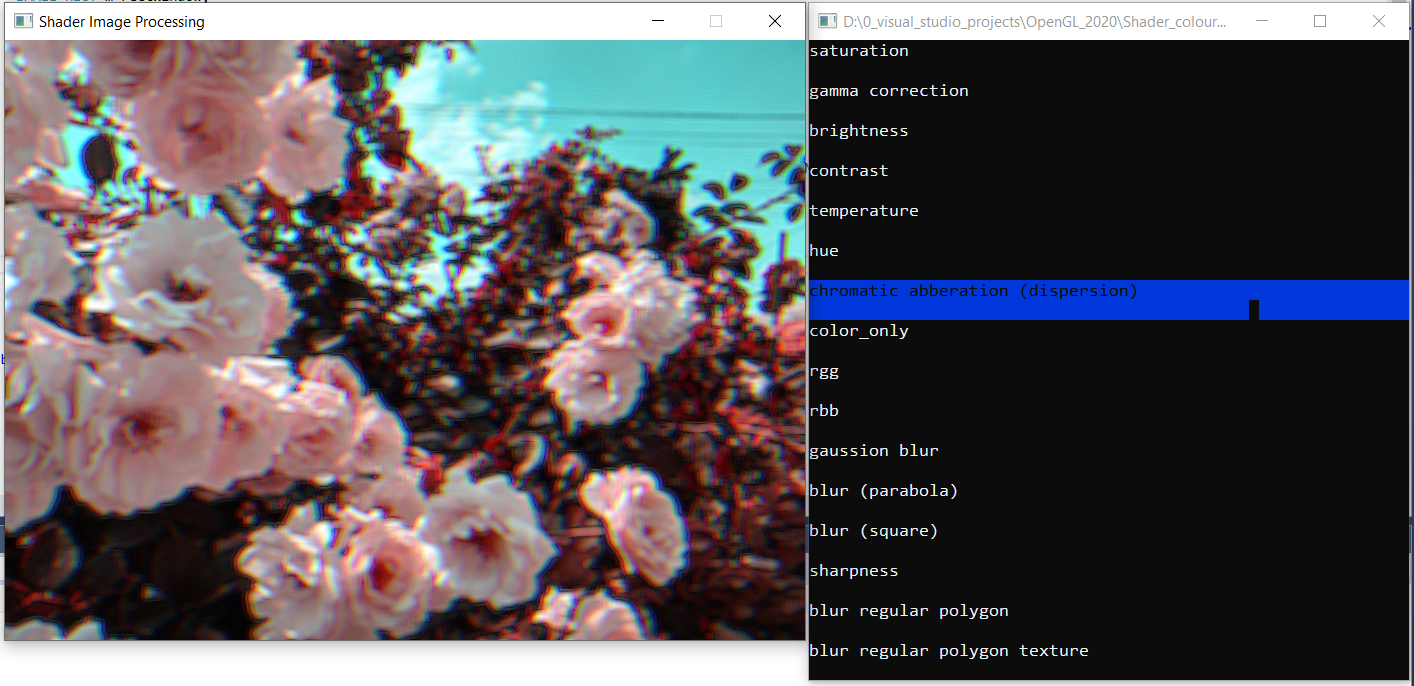 Shader Image Processing
D:\0_visual_studio_projects\OpenGL_2020\Shader_colour...
saturation
gamma correction
brightness
contrast
temperature
hue
chromatic abberation (dispersion)
color_only
rgg
rbb
gaussion blur
blur (parabola)
blur (square)
sharpness
blur regular polygon
blur regular polygon texture